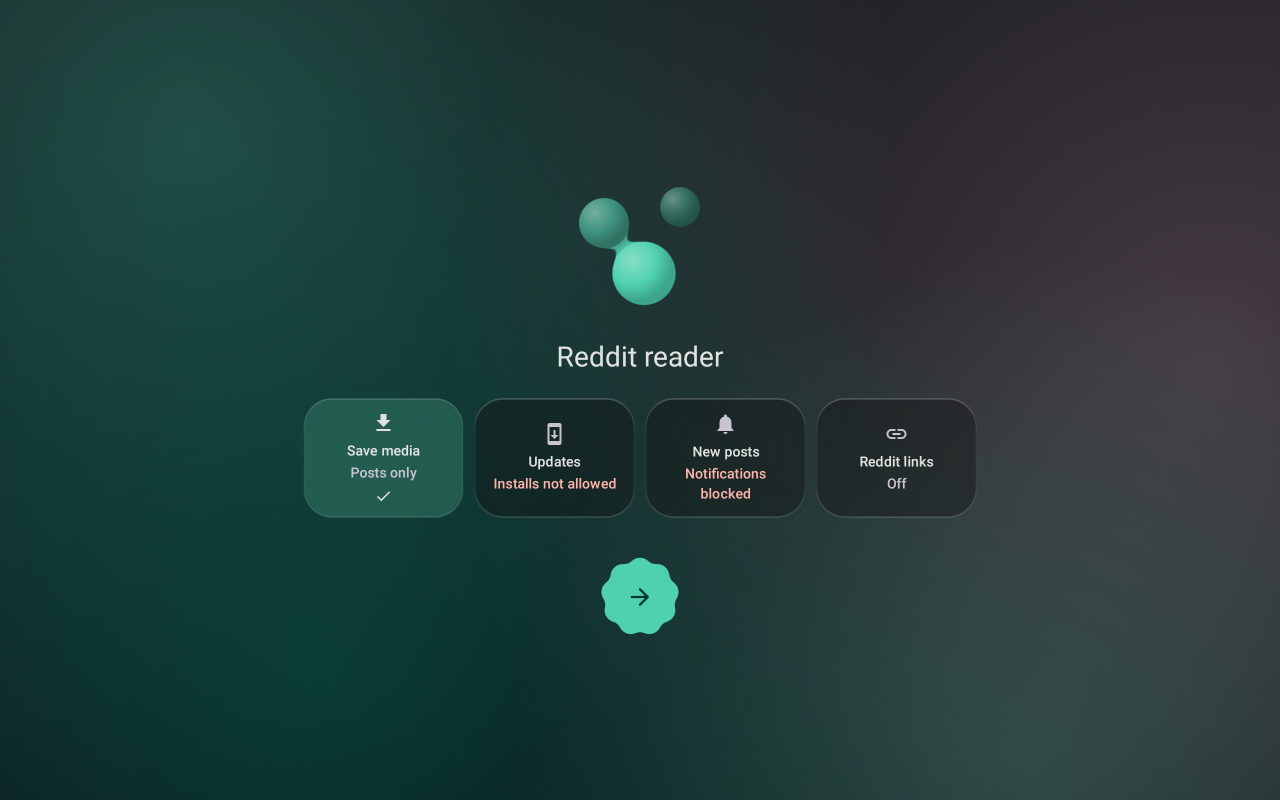 Reddit reader
Save media
Posts only
Updates
Installs not allowed
New posts
Notifications
blocked
Reddit links
Off